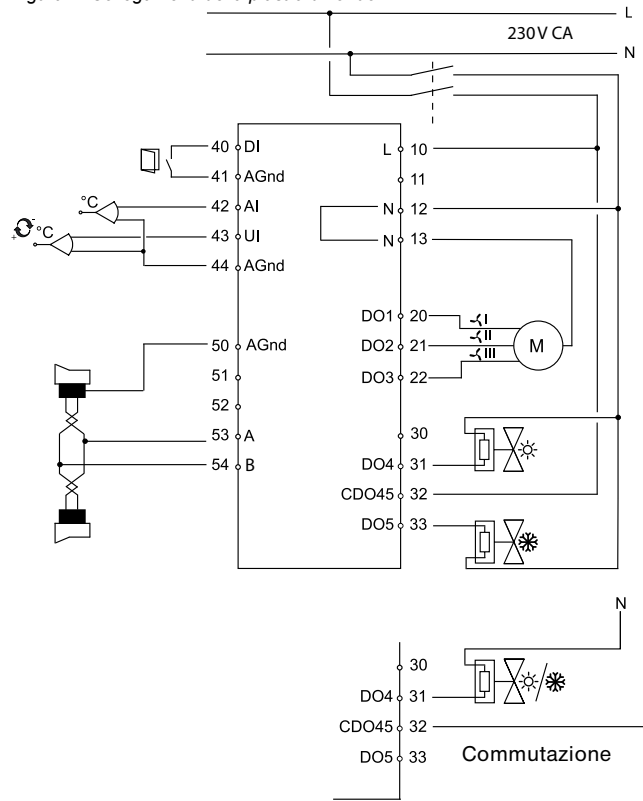 L
230V CA
N
40 DI
L 10
41 AGnd
11
°C
42 AI
N 12
°C
43 UI
N 13
44 AGnd
DO1 20 I
50 AGnd
DO2 21 II
M
51
DO3 22 III
52
53 A
30
54 B
DO4 31
CDO45 32
DO5 33
N
30
DO4 31
CDO45 32
DO5 33
Commutazione